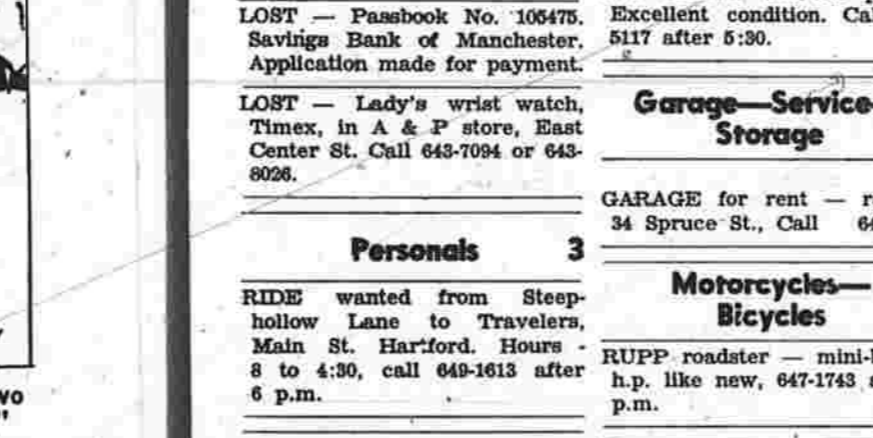 LOST — Passbook No. 105475.
Savings Bank of Manchester.
Application made for payment.
LOST — Lady's wrist watch,
Timex, in A & P store, East
Center St. Call 643-7094 or 643-
8026.
Personals 3
RIDE wanted from Steep-
hollow Lane to Travelers,
Main St. Hartford. Hours -
8 to 4:30, call 649-1613 after
6 p.m.
Excellent condition.
5117 after 5:30.
Garage—Service—
Storage
GARAGE for rent —
34 Spruce St., Call
Motorcycles—
Bicycles
RUPP roadster —
h.p. like new, 647-1743
p.m.